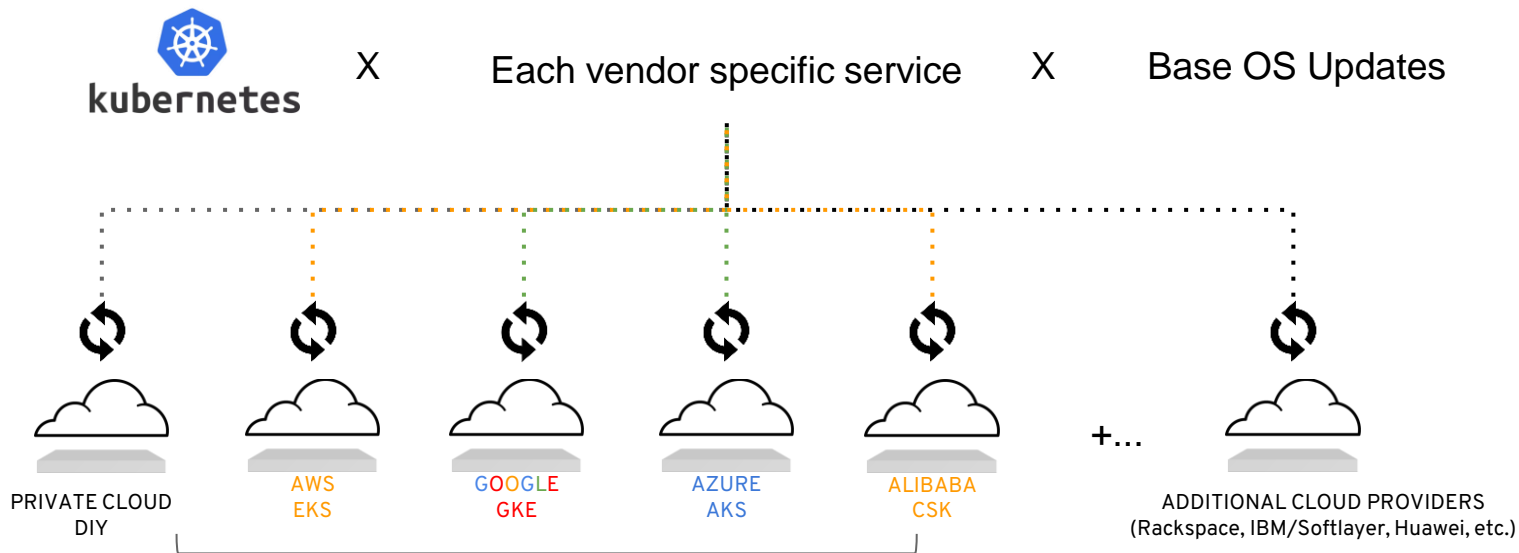 kubernetes
X
Each vendor specific service
X
Base OS Updates
+...
PRIVATE CLOUD
DIY
AWS
EKS
GOOGLE
GKE
AZURE
AKS
ALIBABA
CSK
ADDITIONAL CLOUD PROVIDERS
(Rackspace, IBM/Softlayer, Huawei, etc.)